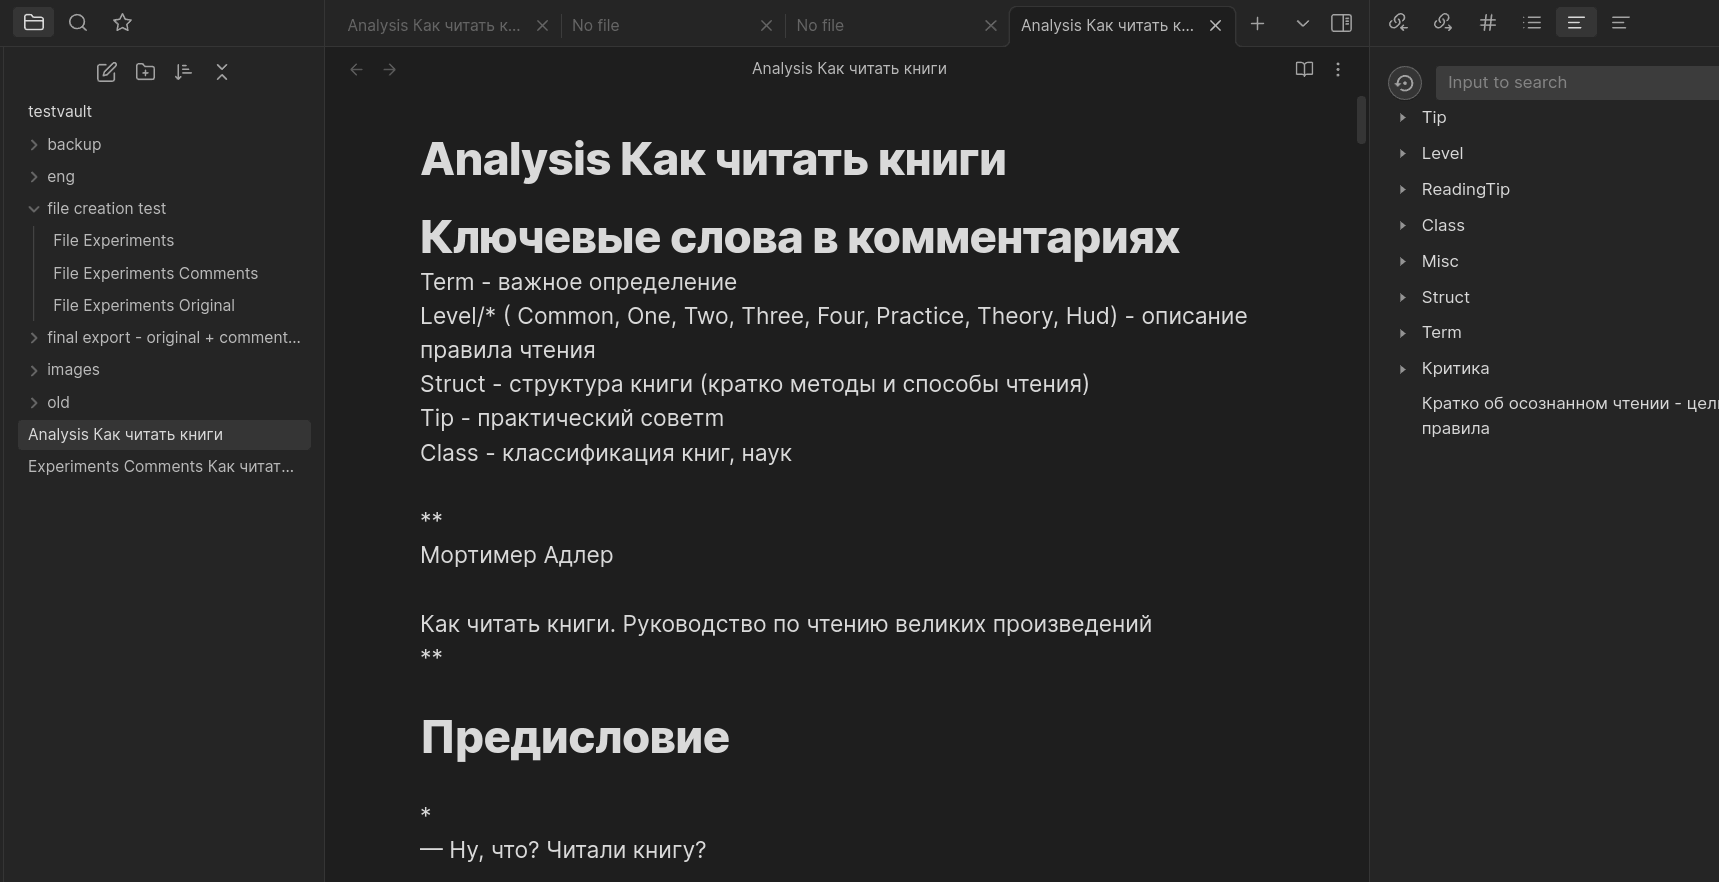 Analysis Как читать к...
No file
No file
Analysis Как читать к...
testvault
backup
eng
file creation test
File Experiments
File Experiments Comments
File Experiments Original
final export - original + comment...
images
old
Analysis Как читать книги
Experiments Comments Как читат...
Analysis Как читать книги
Analysis Как читать книги
Ключевые слова в комментариях
Term - важное определение
Level/* ( Common, One, Two, Three, Four, Practice, Theory, Hud) - описание
правила чтения
Struct - структура книги (кратко методы и способы чтения)
Tip - практический советm
Class - классификация книг, наук
**
Мортимер Адлер
Как читать книги. Руководство по чтению великих произведений
**
Предисловие
*
— Ну, что? Читали книгу?
Input to search
Tip
Level
ReadingTip
Class
Misc
Struct
Term
Критика
Кратко об осознанном чтении - цел
правила